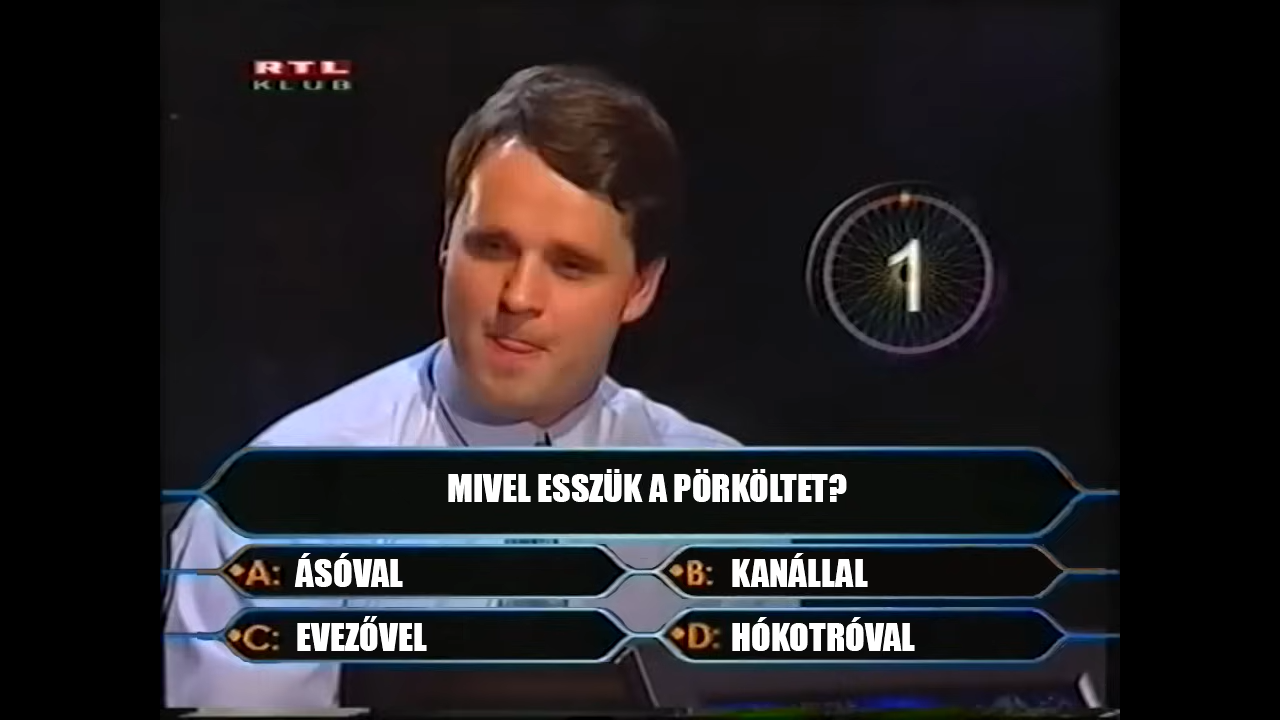 RTL
KLUB
1
MIVEL ESSZÜK A PÖRKÖLTET?
A: ÁSÓVAL
B: KANÁLLAL
C: EVEZŐVEL
D: HÓKOTRÓVAL